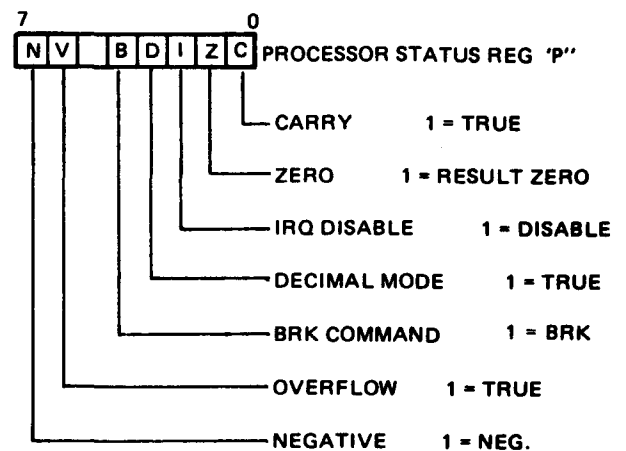 7 0
N V B D I Z C PROCESSOR STATUS REG 'P''
CARRY 1 = TRUE
ZERO 1 = RESULT ZERO
IRQ DISABLE 1 = DISABLE
DECIMAL MODE 1 = TRUE
BRK COMMAND 1 = BRK
OVERFLOW 1 = TRUE
NEGATIVE 1 = NEG.